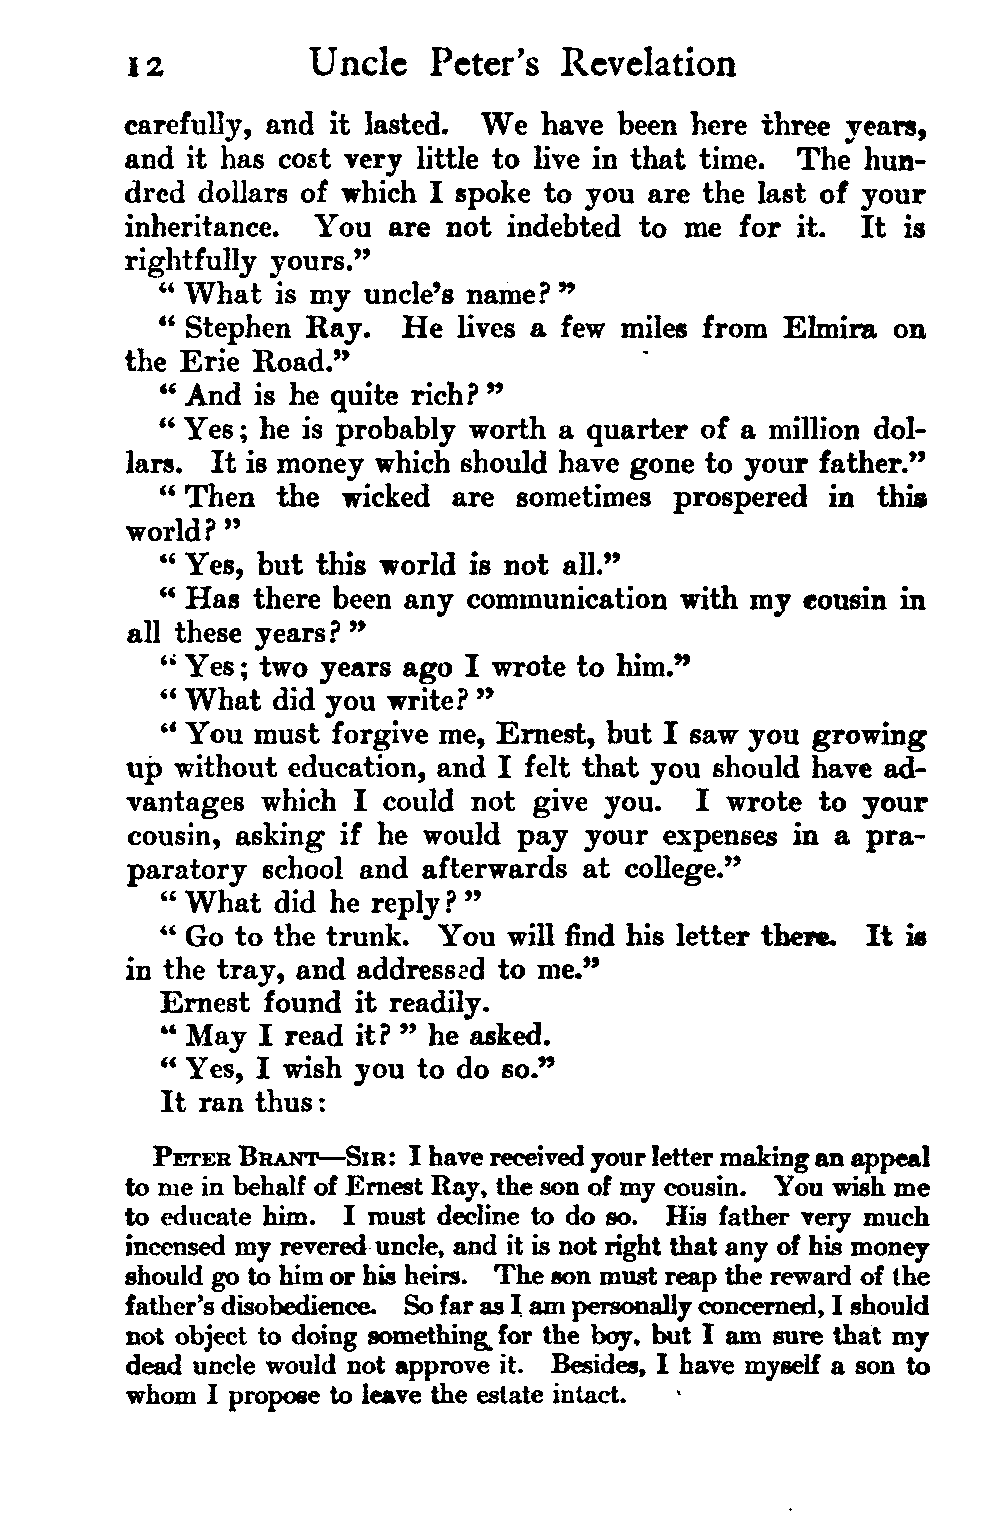 12 Uncle Peter's Revelation
carefully, and it lasted. We have been here three years,
and it has cost very little to live in that time. The hun-
dred dollars of which I spoke to you are the last of your
inheritance. You are not indebted to me for it. It is
rightfully yours."
"What is my uncle's name?"
"Stephen Ray. He lives a few miles from Elmira on
the Erie Road."
"And is he quite rich?"
"Yes; he is probably worth a quarter of a million dol-
lars. It is money which should have gone to your father."
"Then the wicked are sometimes prospered in this
world?"
"Yes, but this world is not all."
"Has there been any communication with my cousin in
all these years?"
"Yes; two years ago I wrote to him."
"What did you write?"
"You must forgive me, Ernest, but I saw you growing
up without education, and I felt that you should have ad-
vantages which I could not give you. I wrote to your
cousin, asking if he would pay your expenses in a pra-
paratory school and afterwards at college."
"What did he reply?"
"Go to the trunk. You will find his letter there. It is
in the tray, and addressed to me."
Ernest found it readily.
"May I read it?" he asked.
"Yes, I wish you to do so."
It ran thus:
PETER BRANT—SIR: I have received your letter making an appeal
to me in behalf of Ernest Ray, the son of my cousin. You wish me
to educate him. I must decline to do so. His father very much
incensed my revered uncle, and it is not right that any of his money
should go to him or his heirs. The son must reap the reward of the
father's disobedience. So far as I am personally concerned, I should
not object to doing something for the boy, but I am sure that my
dead uncle would not approve it. Besides, I have myself a son to
whom I propose to leave the estate intact.